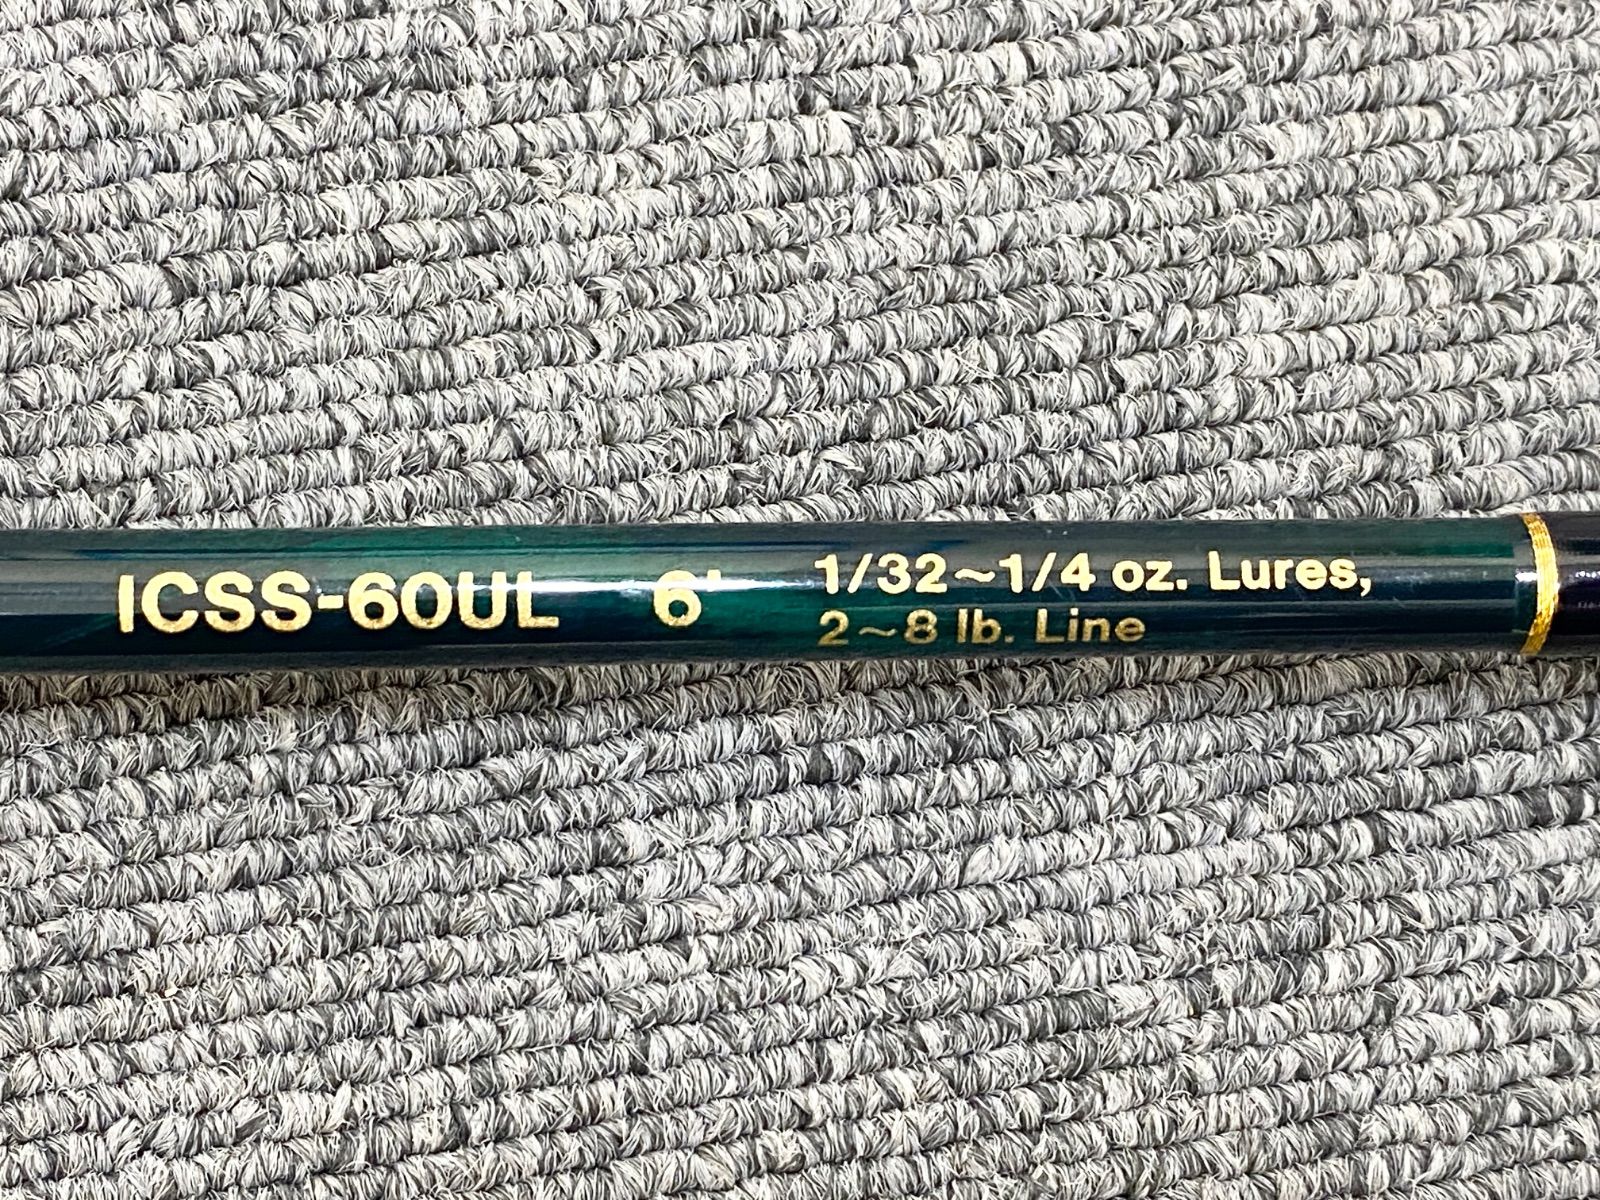 ICSS-60UL 6' 1/32~1/4 oz. Lures,
2~8 lb. Line